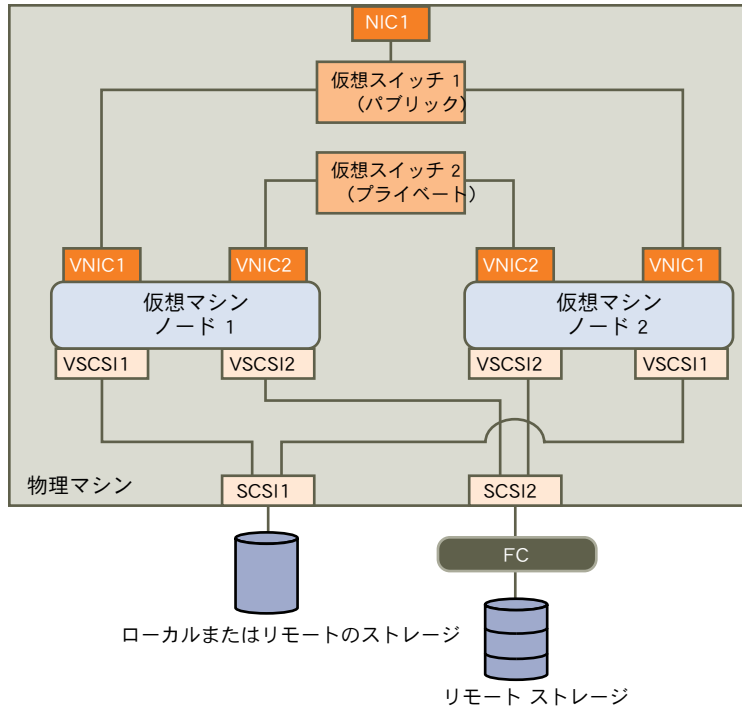 NIC1
仮想スイッチ 1
（パブリック）
仮想スイッチ 2
（プライベート）
VNIC1
VNIC2
VNIC2
VNIC1
仮想マシン
ノード 1
仮想マシン
ノード 2
VSCSI1
VSCSI2
VSCSI2
VSCSI1
物理マシン
SCSI1
SCSI2
FC
ローカルまたはリモートのストレージ
リモート ストレージ